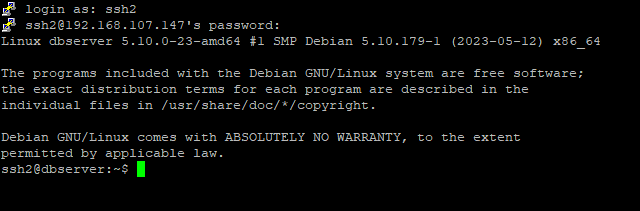 login as: ssh2
ssh2@192.168.107.147's password:
Linux dbserver 5.10.0-23-amd64 #1 SMP Debian 5.10.179-1 (2023-05-12) x86_64
The programs included with the Debian GNU/Linux system are free software;
the exact distribution terms for each program are described in the
individual files in /usr/share/doc/*/copyright.
Debian GNU/Linux comes with ABSOLUTELY NO WARRANTY, to the extent
permitted by applicable law.
ssh2@dbserver:~$